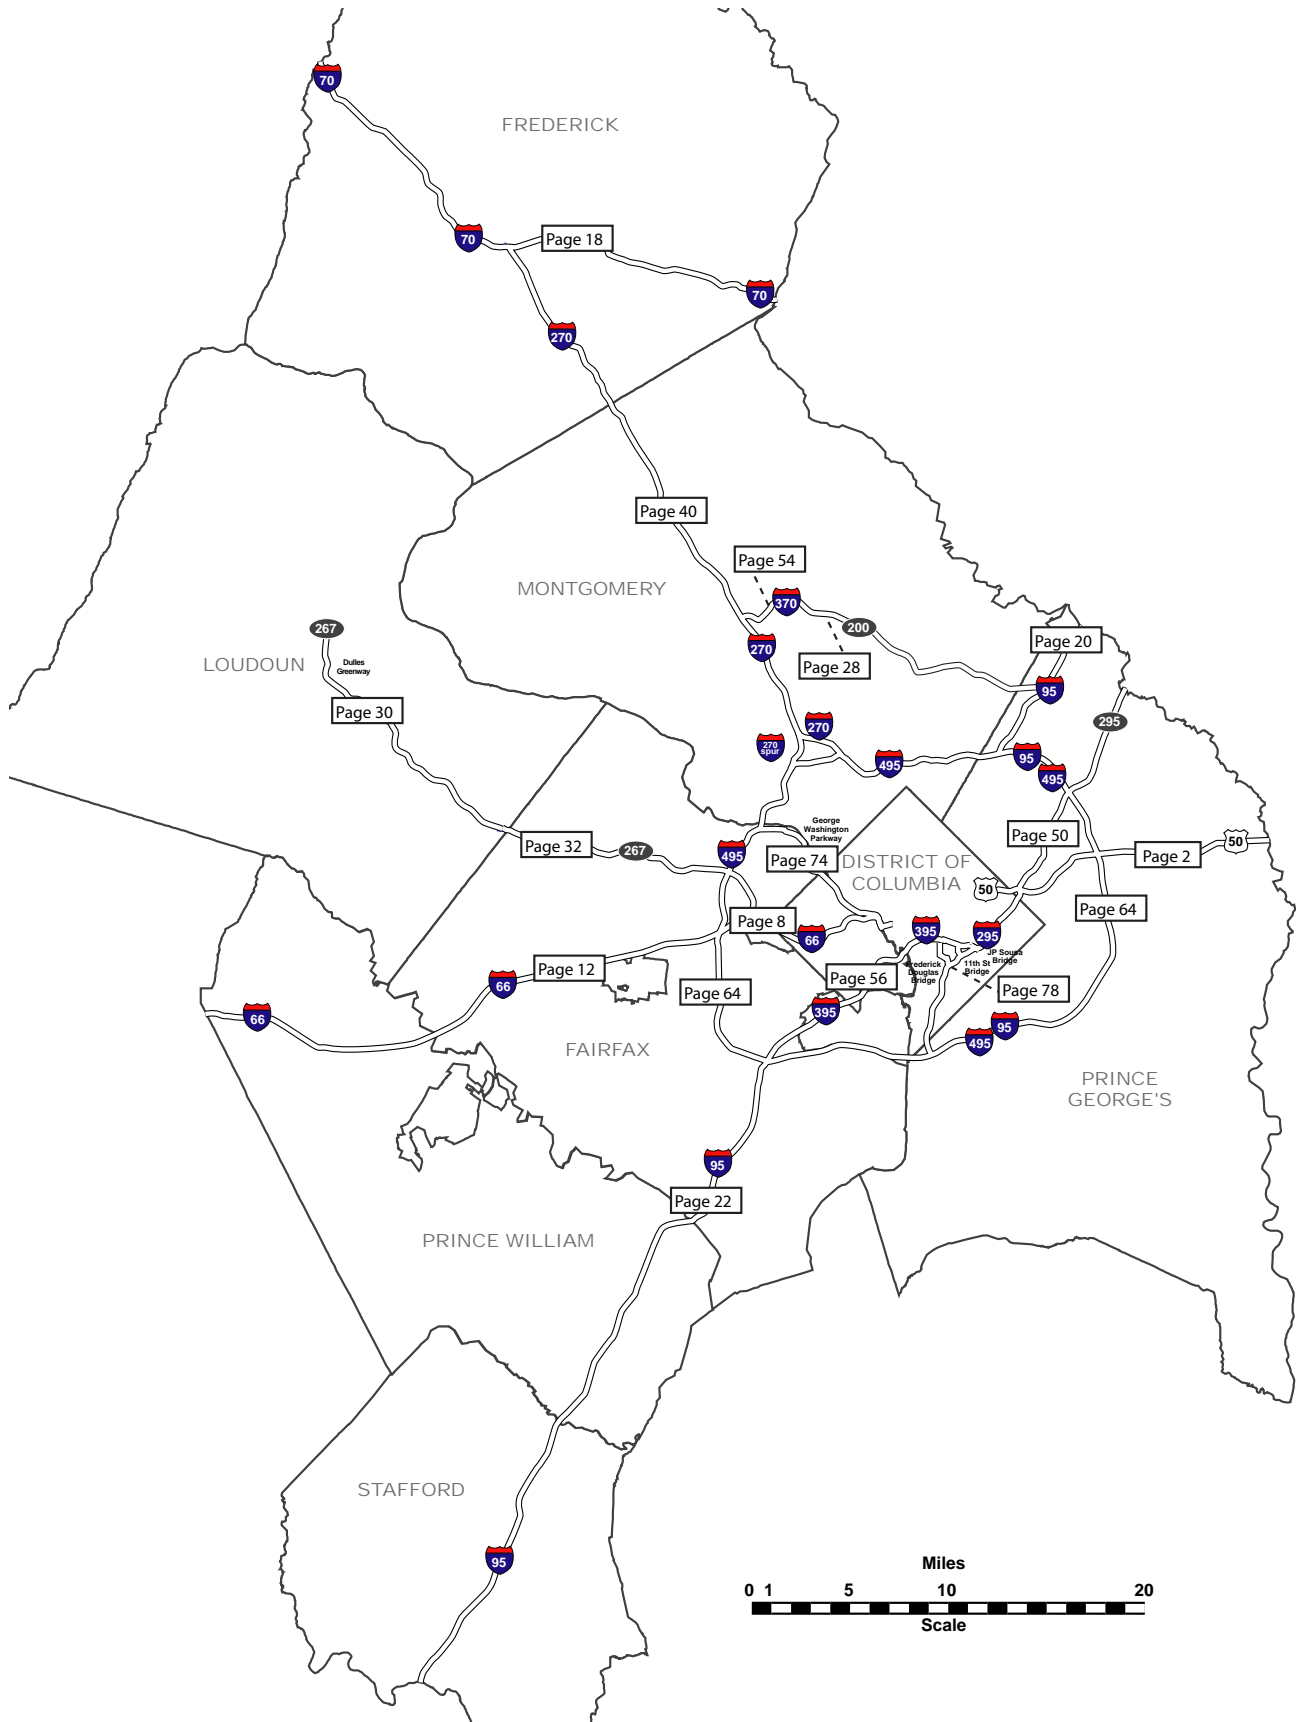 70
FREDERICK
70
Page 18
70
270
Page 40
Page 54
MONTGOMERY
370
200
267
Page 20
LOUDOUN
Dulles
Greenway
270
Page 28
95
Page 30
295
270
270
spur
495
95
495
George
Washington
Parkway
Page 50
Page 32
267
495
Page 74
DISTRICT OF
COLUMBIA
50
Page 2
50
Page 64
Page 8
66
395
295
JP Sousa
Bridge
11th St
Bridge
Frederick
Douglas
Bridge
Page 12
66
Page 56
Page 64
Page 78
66
395
95
495
FAIRFAX
PRINCE
GEORGE'S
95
Page 22
PRINCE WILLIAM
STAFFORD
95
Miles
0 1 5 10 20
Scale